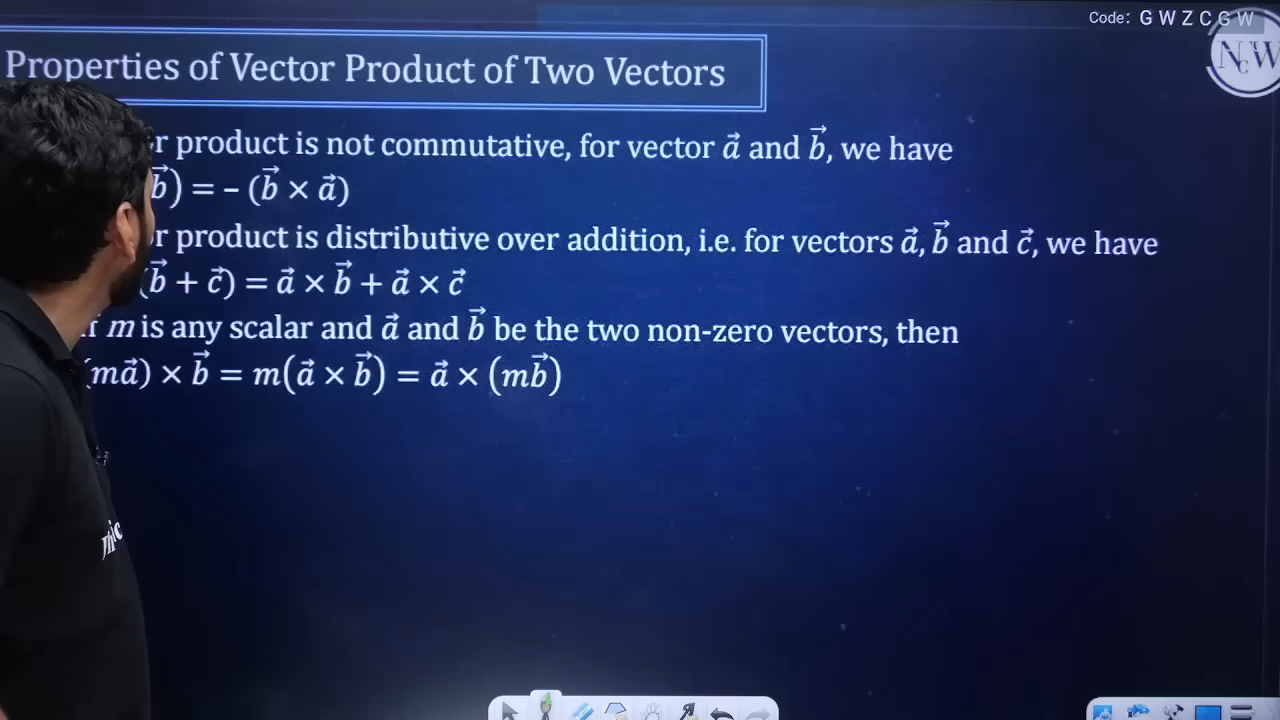 Code: G W Z C G W
NCW
Properties of Vector Product of Two Vectors
r product is not commutative, for vector a⃗ and b⃗, we have
b⃗) = – (b⃗ × a⃗)
r product is distributive over addition, i.e. for vectors a⃗, b⃗ and c⃗, we have
(b⃗ + c⃗) = a⃗ × b⃗ + a⃗ × c⃗
m is any scalar and a⃗ and b⃗ be the two non-zero vectors, then
(ma⃗) × b⃗ = m(a⃗ × b⃗) = a⃗ × (mb⃗)